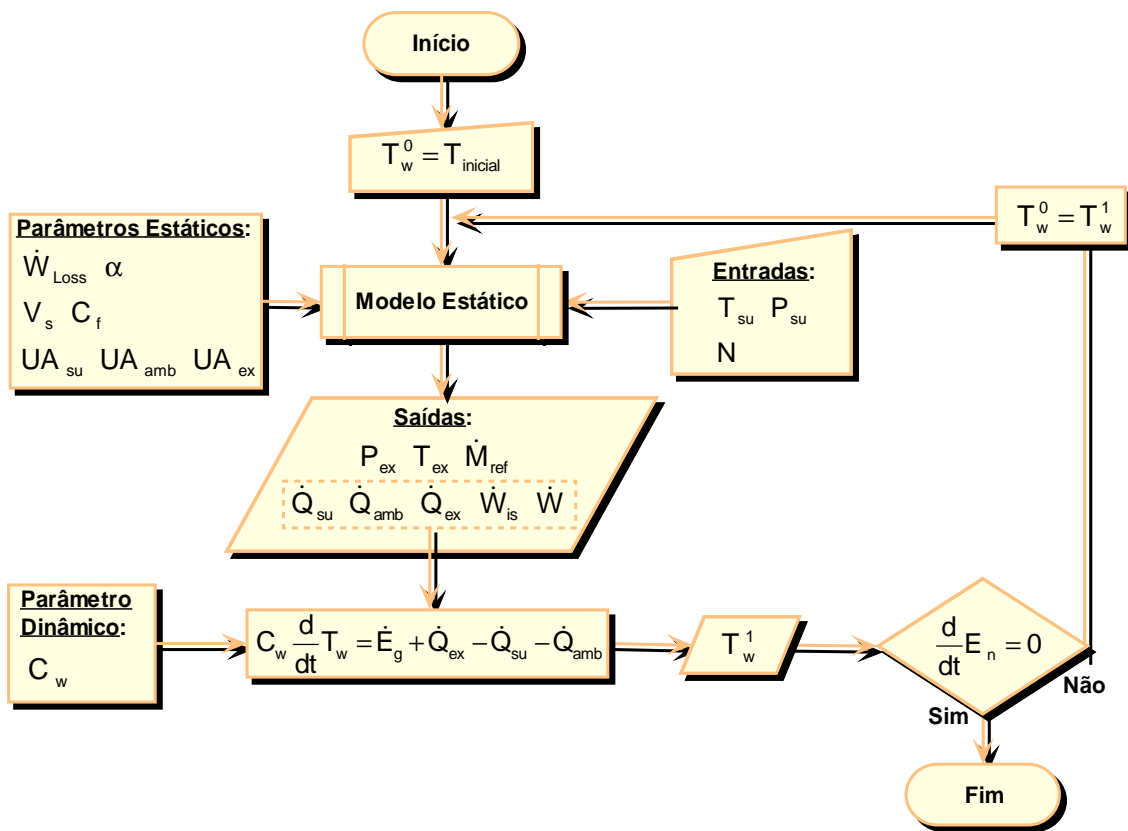 Início
T_w^0 = T_inicial
T_w^0 = T_w^1
Parâmetros Estáticos:
Ẇ_Loss α
V_s C_f
UA_su UA_amb UA_ex
Modelo Estático
Entradas:
T_su P_su
N
Saídas:
P_ex T_ex Ṁ_ref
Q̇_su Q̇_amb Q̇_ex Ẇ_is Ẇ
Parâmetro
Dinâmico:
C_w
C_w d/dt T_w = Ė_g + Q̇_ex − Q̇_su − Q̇_amb
T_w^1
d/dt E_n = 0
Não
Sim
Fim